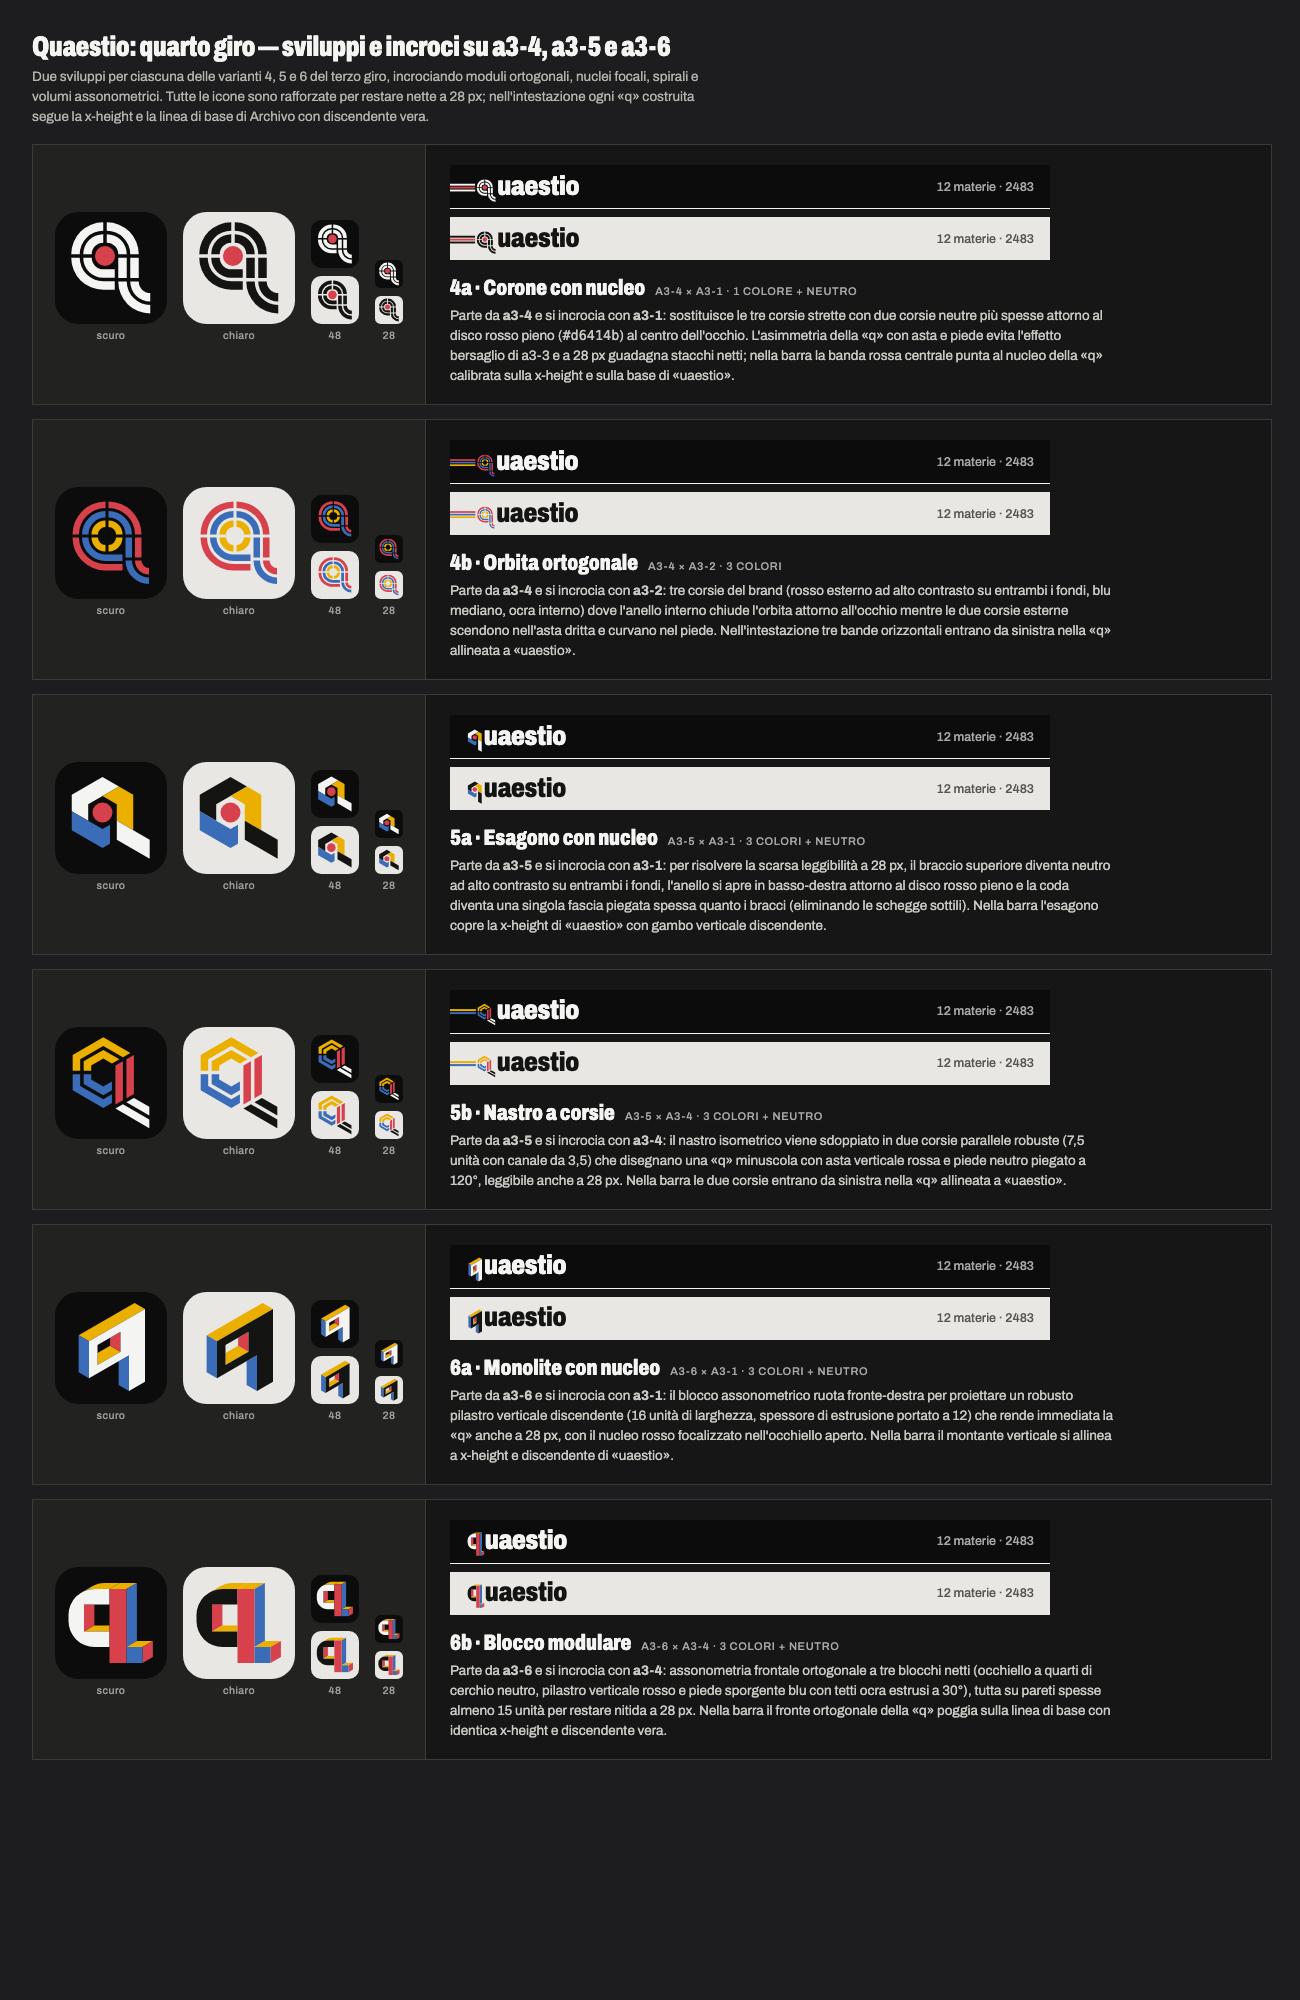 Quaestio: quarto giro — sviluppi e incroci su a3-4, a3-5 e a3-6
Due sviluppi per ciascuna delle varianti 4, 5 e 6 del terzo giro, incrociando moduli ortogonali, nuclei focali, spirali e
volumi assonometrici. Tutte le icone sono rafforzate per restare nette a 28 px; nell'intestazione ogni «q» costruita
segue la x-height e la linea di base di Archivo con discendente vera.
scuro
chiaro
48
28
uaestio
12 materie · 2483
uaestio
12 materie · 2483
4a · Corone con nucleo A3-4 × A3-1 · 1 COLORE + NEUTRO
Parte da a3-4 e si incrocia con a3-1: sostituisce le tre corsie strette con due corsie neutre più spesse attorno al
disco rosso pieno (#d6414b) al centro dell'occhio. L'asimmetria della «q» con asta e piede evita l'effetto
bersaglio di a3-3 e a 28 px guadagna stacchi netti; nella barra la banda rossa centrale punta al nucleo della «q»
calibrata sulla x-height e sulla base di «uaestio».
scuro
chiaro
48
28
uaestio
12 materie · 2483
uaestio
12 materie · 2483
4b · Orbita ortogonale A3-4 × A3-2 · 3 COLORI
Parte da a3-4 e si incrocia con a3-2: tre corsie del brand (rosso esterno ad alto contrasto su entrambi i fondi, blu
mediano, ocra interno) dove l'anello interno chiude l'orbita attorno all'occhio mentre le due corsie esterne
scendono nell'asta dritta e curvano nel piede. Nell'intestazione tre bande orizzontali entrano da sinistra nella «q»
allineata a «uaestio».
scuro
chiaro
48
28
uaestio
12 materie · 2483
uaestio
12 materie · 2483
5a · Esagono con nucleo A3-5 × A3-1 · 3 COLORI + NEUTRO
Parte da a3-5 e si incrocia con a3-1: per risolvere la scarsa leggibilità a 28 px, il braccio superiore diventa neutro
ad alto contrasto su entrambi i fondi, l'anello si apre in basso-destra attorno al disco rosso pieno e la coda
diventa una singola fascia piegata spessa quanto i bracci (eliminando le schegge sottili). Nella barra l'esagono
copre la x-height di «uaestio» con gambo verticale discendente.
scuro
chiaro
48
28
uaestio
12 materie · 2483
uaestio
12 materie · 2483
5b · Nastro a corsie A3-5 × A3-4 · 3 COLORI + NEUTRO
Parte da a3-5 e si incrocia con a3-4: il nastro isometrico viene sdoppiato in due corsie parallele robuste (7,5
unità con canale da 3,5) che disegnano una «q» minuscola con asta verticale rossa e piede neutro piegato a
120°, leggibile anche a 28 px. Nella barra le due corsie entrano da sinistra nella «q» allineata a «uaestio».
scuro
chiaro
48
28
uaestio
12 materie · 2483
uaestio
12 materie · 2483
6a · Monolite con nucleo A3-6 × A3-1 · 3 COLORI + NEUTRO
Parte da a3-6 e si incrocia con a3-1: il blocco assonometrico ruota fronte-destra per proiettare un robusto
pilastro verticale discendente (16 unità di larghezza, spessore di estrusione portato a 12) che rende immediata la
«q» anche a 28 px, con il nucleo rosso focalizzato nell'occhiello aperto. Nella barra il montante verticale si allinea
a x-height e discendente di «uaestio».
scuro
chiaro
48
28
uaestio
12 materie · 2483
uaestio
12 materie · 2483
6b · Blocco modulare A3-6 × A3-4 · 3 COLORI + NEUTRO
Parte da a3-6 e si incrocia con a3-4: assonometria frontale ortogonale a tre blocchi netti (occhiello a quarti di
cerchio neutro, pilastro verticale rosso e piede sporgente blu con tetti ocra estrusi a 30°), tutta su pareti spesse
almeno 15 unità per restare nitida a 28 px. Nella barra il fronte ortogonale della «q» poggia sulla linea di base con
identica x-height e discendente vera.